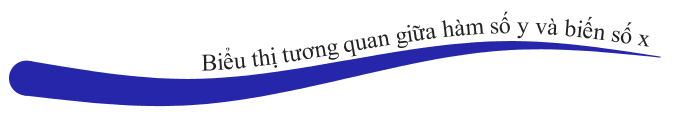 Biểu thị tương quan giữa hàm số y và biến số x